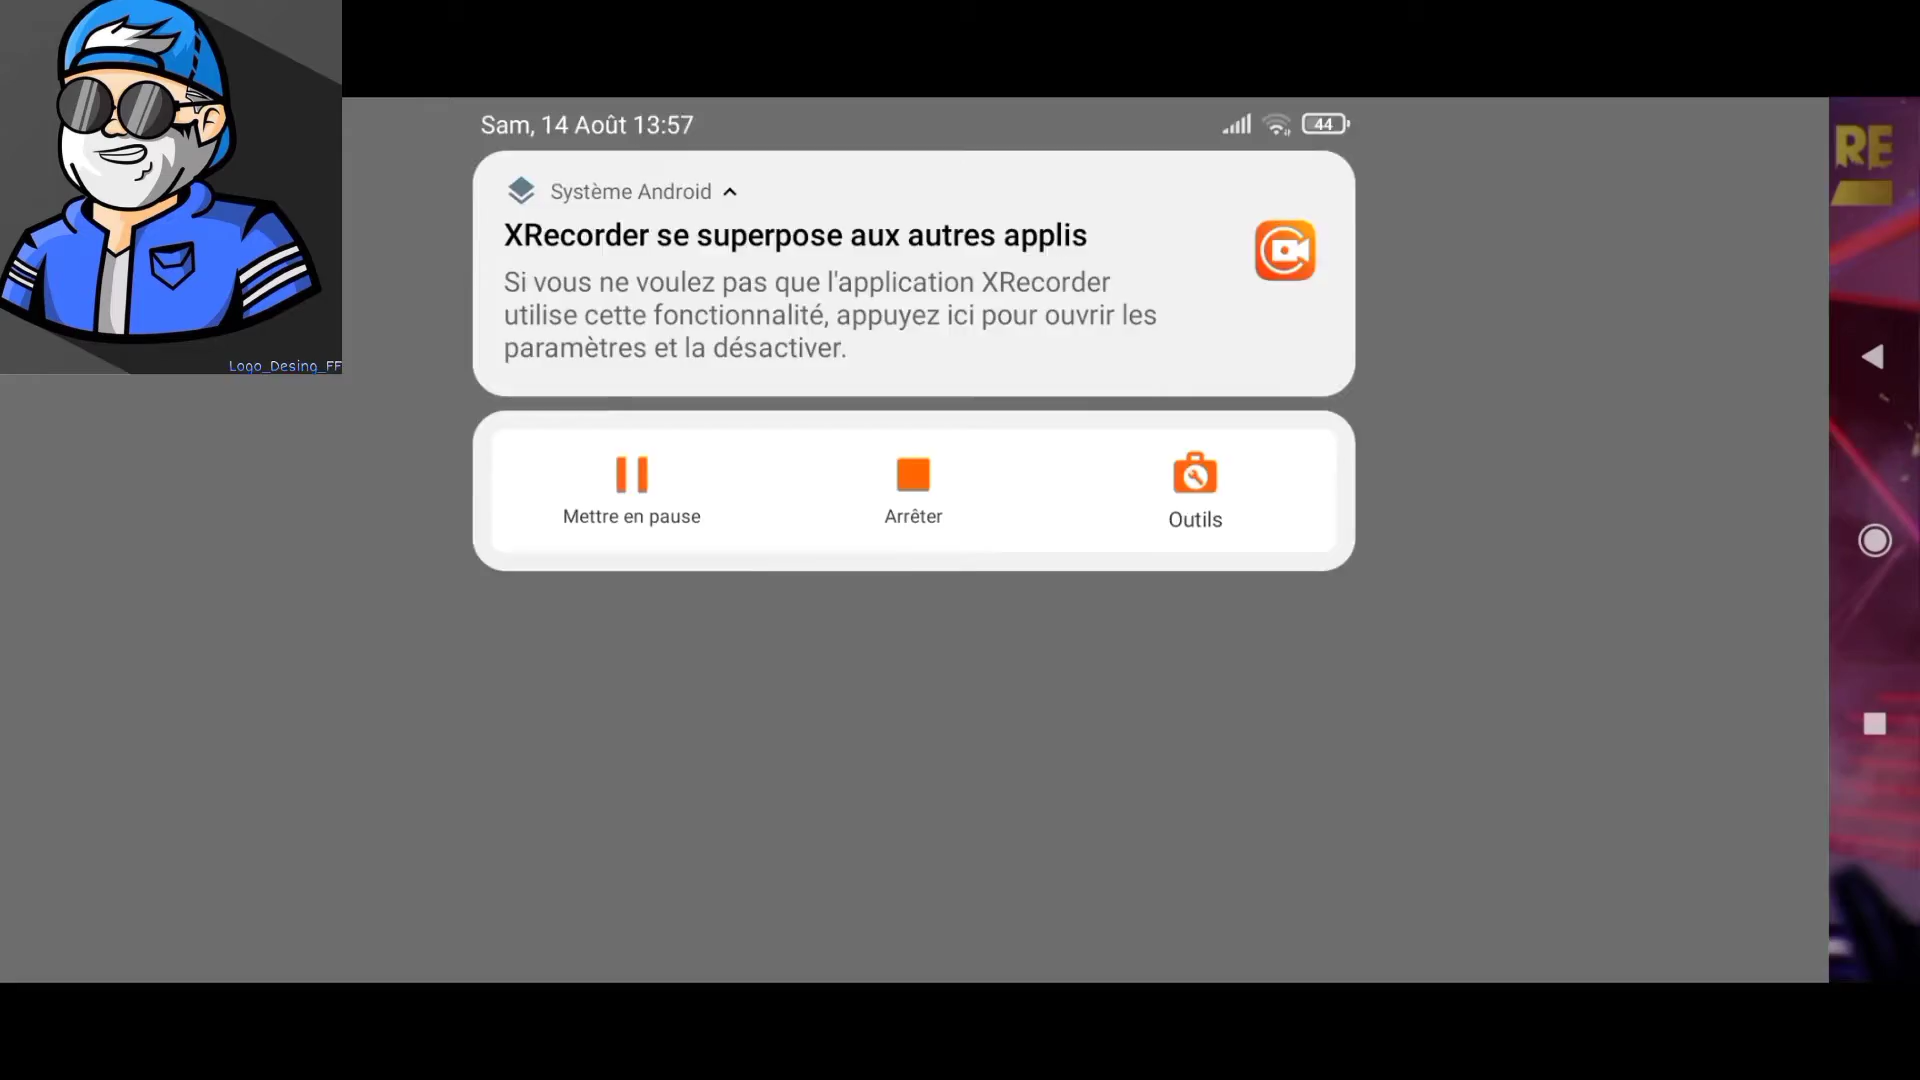 Logo_Desing_FF
Sam, 14 Août 13:57
44
Système Android
XRecorder se superpose aux autres applis
Si vous ne voulez pas que l'application XRecorder
utilise cette fonctionnalité, appuyez ici pour ouvrir les
paramètres et la désactiver.
Mettre en pause
Arrêter
Outils
RE